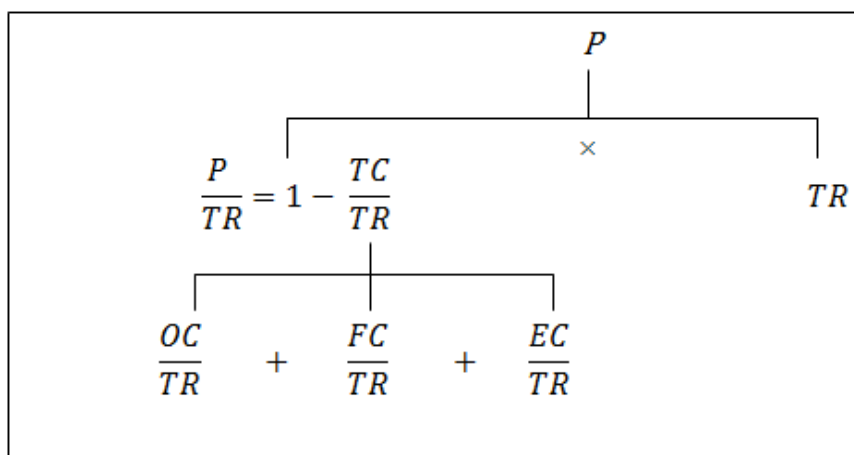 P
×
P/TR = 1 − TC/TR
TR
OC/TR + FC/TR + EC/TR